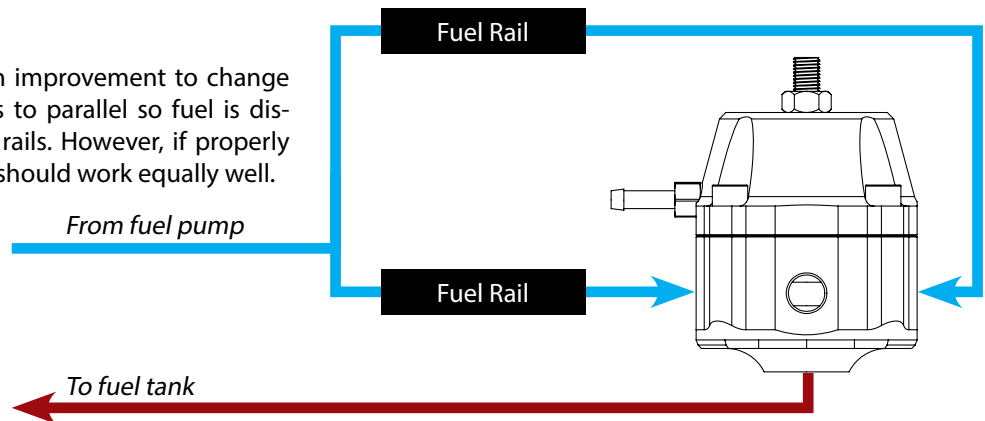 Fuel Rail
n improvement to change
s to parallel so fuel is dis-
rails. However, if properly
should work equally well.
From fuel pump
Fuel Rail
To fuel tank